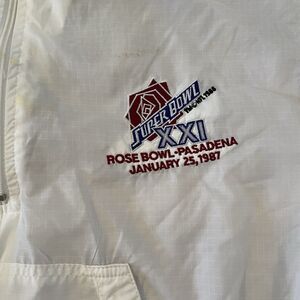 SUPER BOWL
XXI
ROSE BOWL-PASADENA
JANUARY 25, 1987